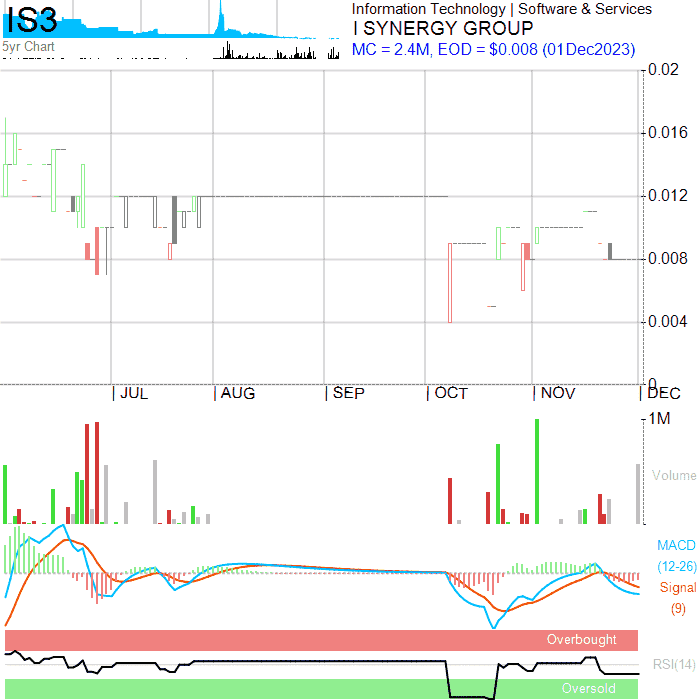 IS3
5yr Chart
Information Technology | Software & Services
I SYNERGY GROUP
MC = 2.4M, EOD = $0.008 (01Dec2023)
0.02
0.016
0.012
0.008
0.004
0
| JUL | AUG | SEP | OCT | NOV | DEC
1M
Volume
MACD
(12-26)
Signal
(9)
Overbought
RSI(14)
Oversold